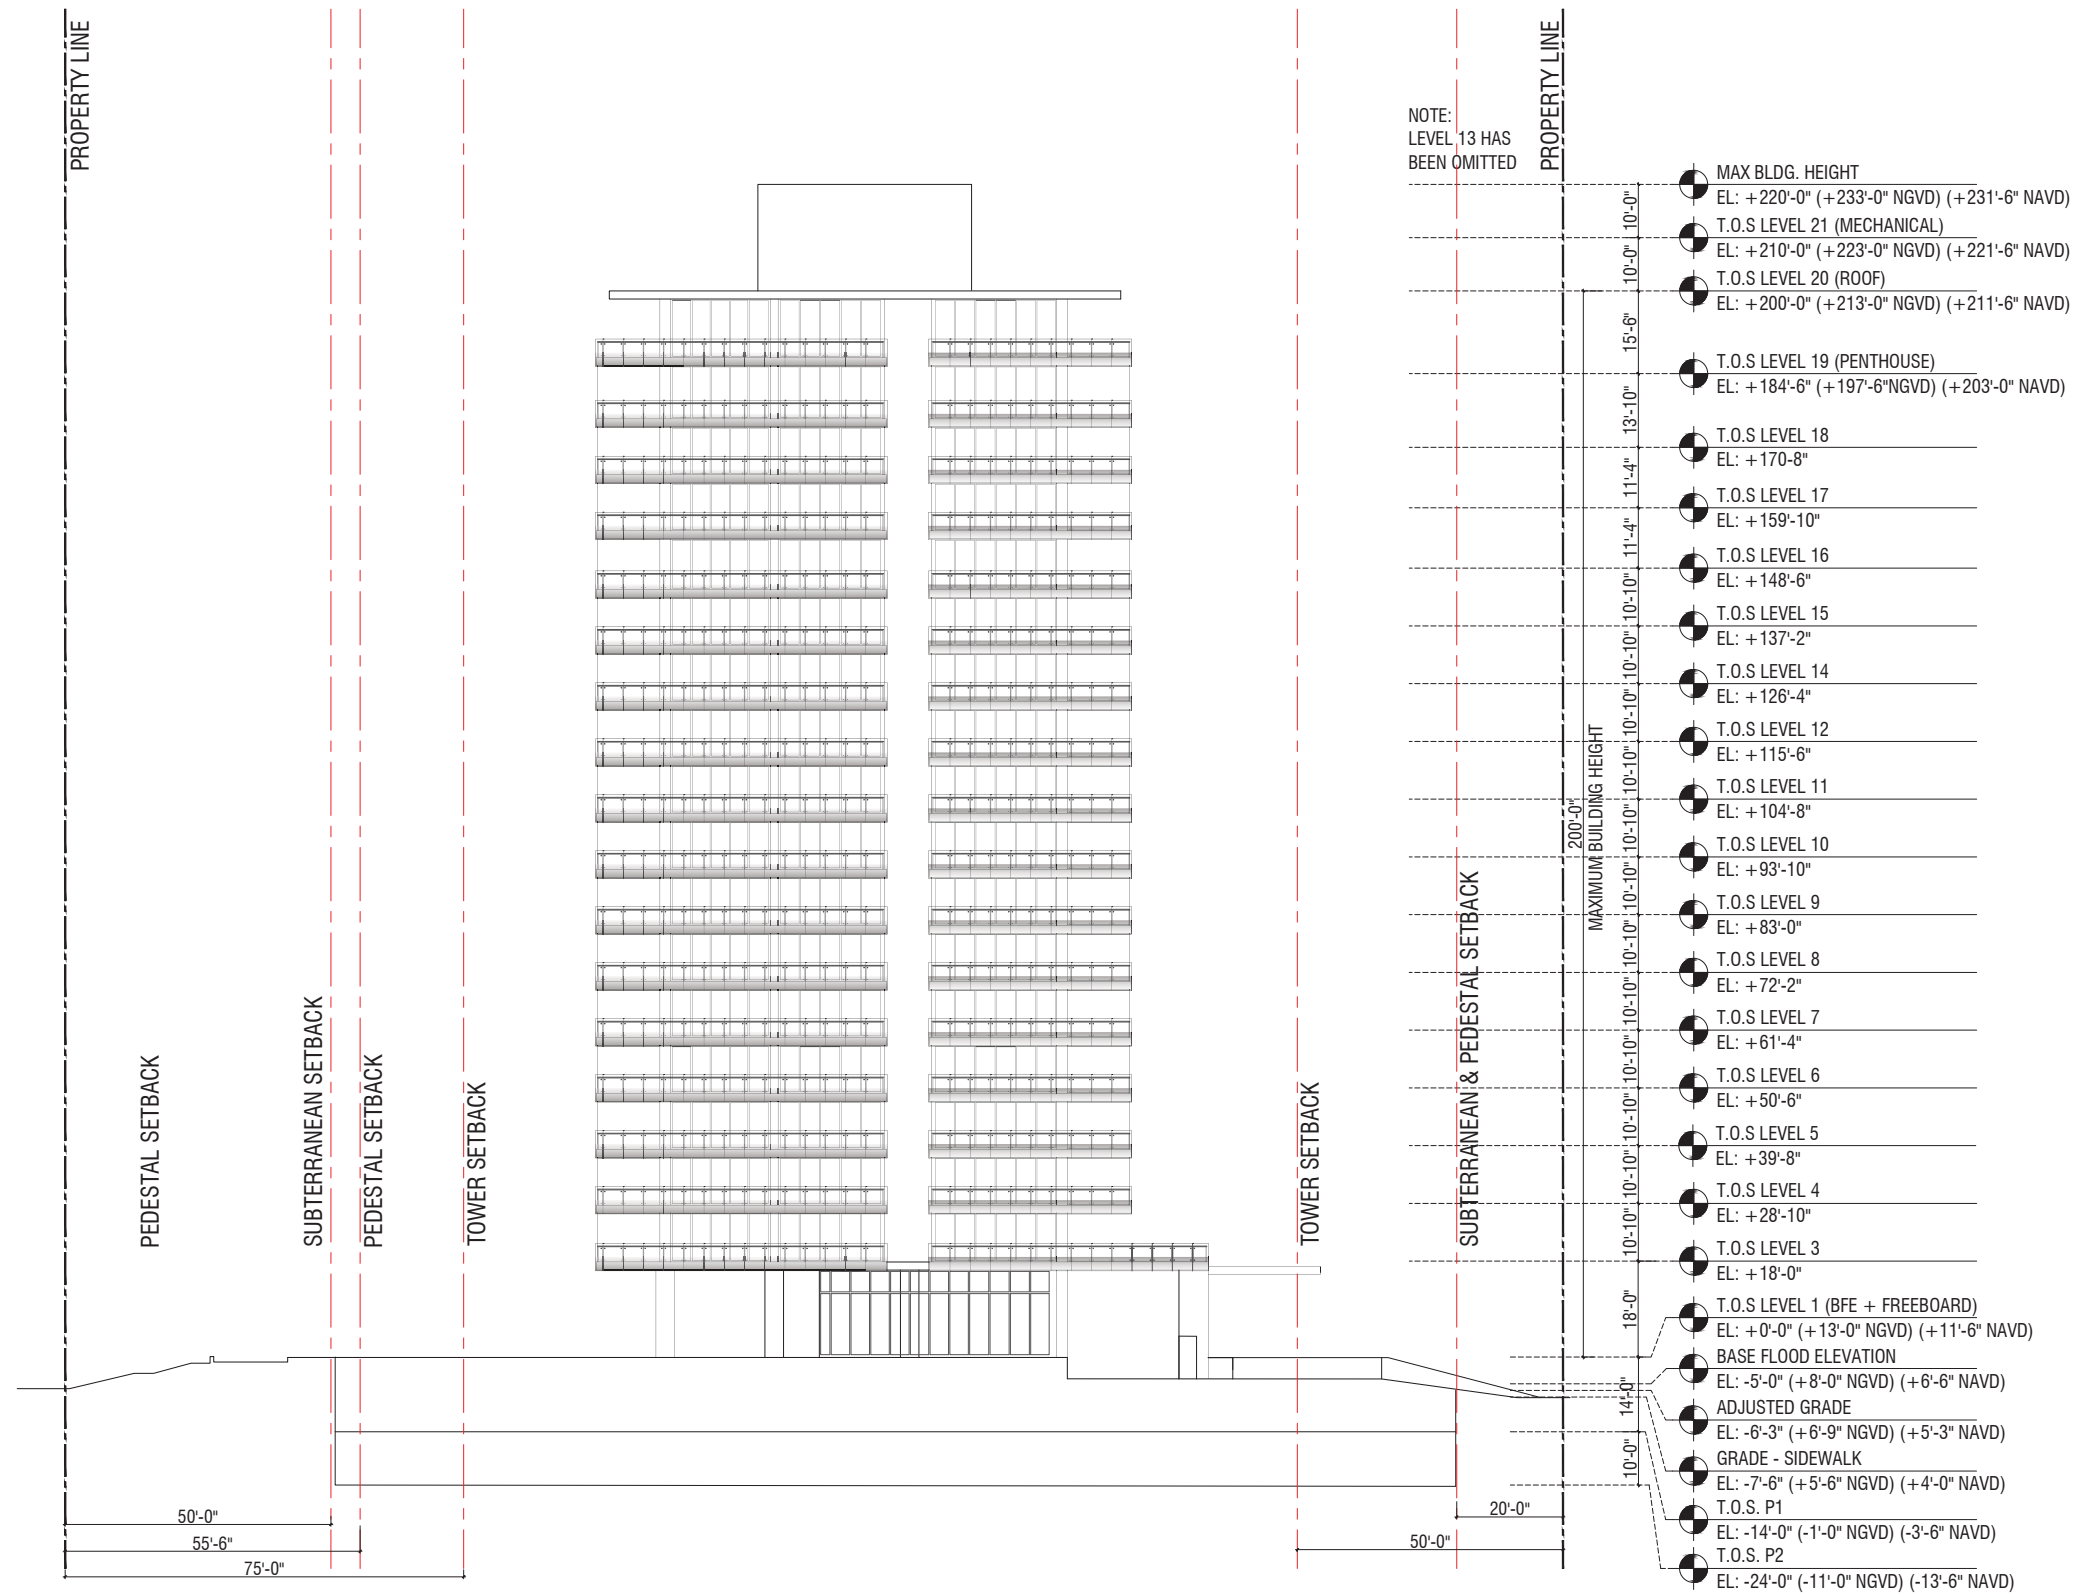 PROPERTY LINE
PROPERTY LINE
NOTE:
LEVEL 13 HAS
BEEN OMITTED
MAX BLDG. HEIGHT
EL: +220'-0" (+233'-0" NGVD) (+231'-6" NAVD)
T.O.S LEVEL 21 (MECHANICAL)
EL: +210'-0" (+223'-0" NGVD) (+221'-6" NAVD)
T.O.S LEVEL 20 (ROOF)
EL: +200'-0" (+213'-0" NGVD) (+211'-6" NAVD)
T.O.S LEVEL 19 (PENTHOUSE)
EL: +184'-6" (+197'-6"NGVD) (+203'-0" NAVD)
T.O.S LEVEL 18
EL: +170-8"
T.O.S LEVEL 17
EL: +159'-10"
T.O.S LEVEL 16
EL: +148'-6"
T.O.S LEVEL 15
EL: +137'-2"
T.O.S LEVEL 14
EL: +126'-4"
T.O.S LEVEL 12
EL: +115'-6"
T.O.S LEVEL 11
EL: +104'-8"
T.O.S LEVEL 10
EL: +93'-10"
T.O.S LEVEL 9
EL: +83'-0"
T.O.S LEVEL 8
EL: +72'-2"
T.O.S LEVEL 7
EL: +61'-4"
T.O.S LEVEL 6
EL: +50'-6"
T.O.S LEVEL 5
EL: +39'-8"
T.O.S LEVEL 4
EL: +28'-10"
T.O.S LEVEL 3
EL: +18'-0"
T.O.S LEVEL 1 (BFE + FREEBOARD)
EL: +0'-0" (+13'-0" NGVD) (+11'-6" NAVD)
BASE FLOOD ELEVATION
EL: -5'-0" (+8'-0" NGVD) (+6'-6" NAVD)
ADJUSTED GRADE
EL: -6'-3" (+6'-9" NGVD) (+5'-3" NAVD)
GRADE - SIDEWALK
EL: -7'-6" (+5'-6" NGVD) (+4'-0" NAVD)
T.O.S. P1
EL: -14'-0" (-1'-0" NGVD) (-3'-6" NAVD)
T.O.S. P2
EL: -24'-0" (-11'-0" NGVD) (-13'-6" NAVD)
10'-0"
10'-0"
15'-6"
13'-10"
11'-4"
11'-4"
10'-10"
10'-10"
10'-10"
10'-10"
10'-10"
10'-10"
10'-10"
10'-10"
10'-10"
10'-10"
10'-10"
10'-10"
18'-0"
14'-0"
10'-0"
200'-0"
MAXIMUM BUILDING HEIGHT
PEDESTAL SETBACK
SUBTERRANEAN SETBACK
PEDESTAL SETBACK
TOWER SETBACK
TOWER SETBACK
SUBTERRANEAN & PEDESTAL SETBACK
50'-0"
55'-6"
75'-0"
20'-0"
50'-0"